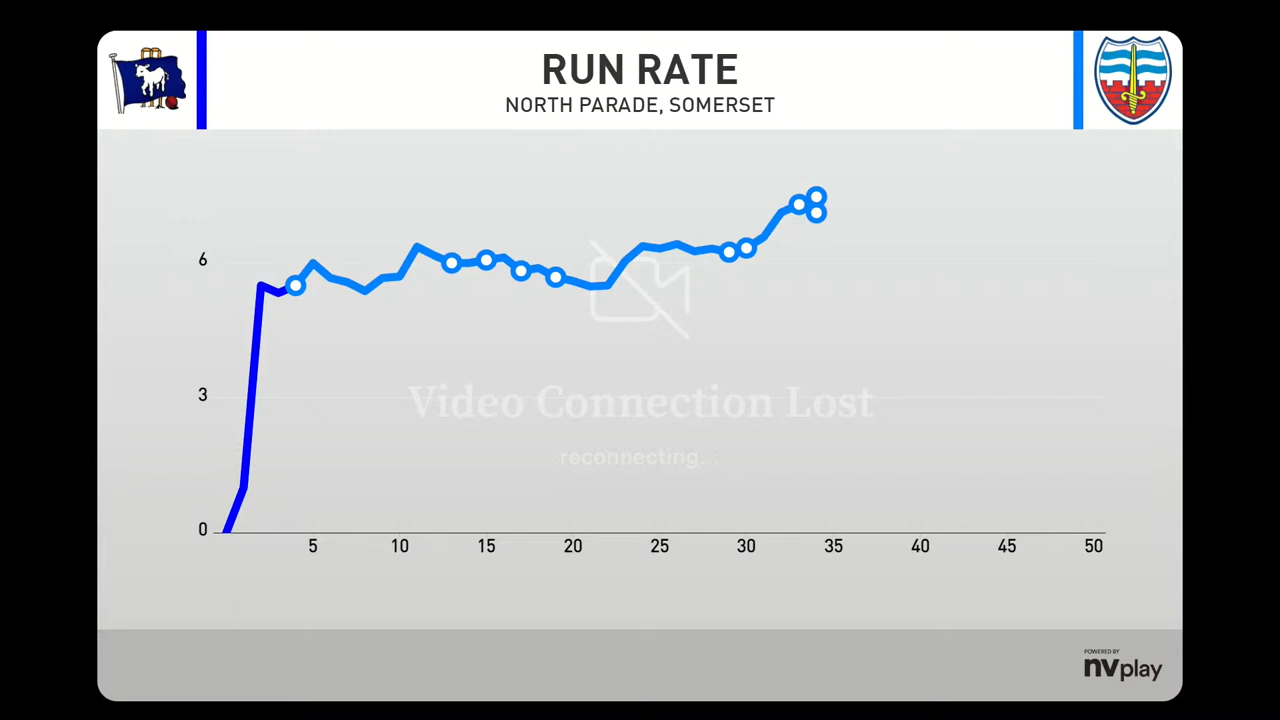 RUN RATE
NORTH PARADE, SOMERSET
6
3
0
Video Connection Lost
reconnecting...
5 10 15 20 25 30 35 40 45 50
POWERED BY
nvplay